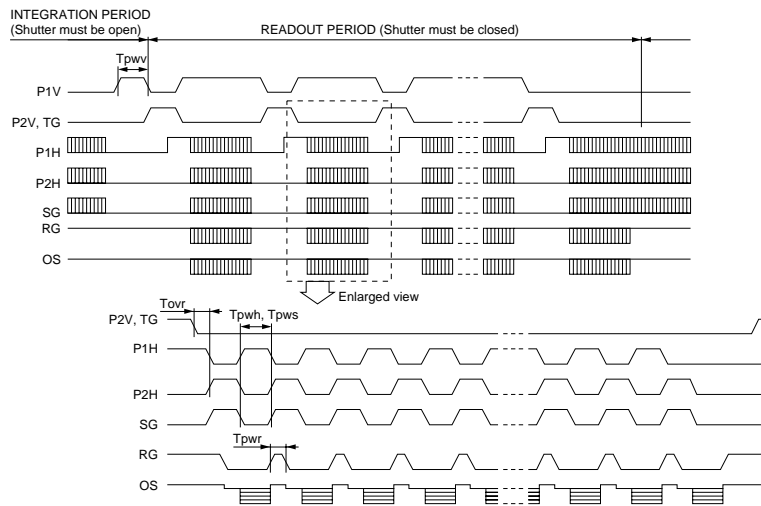 INTEGRATION PERIOD
(Shutter must be open)
READOUT PERIOD (Shutter must be closed)
Tpwv
P1V
P2V, TG
P1H
P2H
SG
RG
OS
Enlarged view
Tovr
Tpwh, Tpws
P2V, TG
P1H
P2H
SG
Tpwr
RG
OS